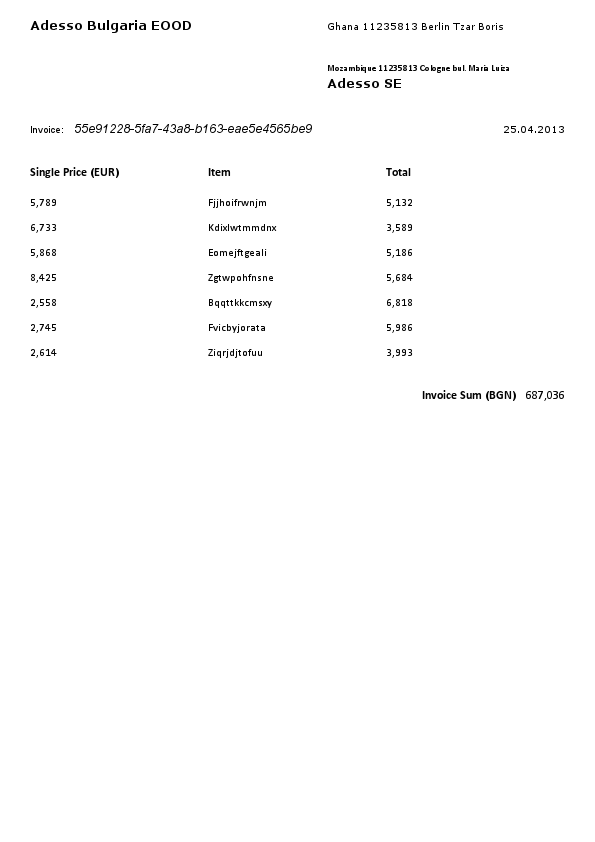 Adesso Bulgaria EOOD Ghana 11235813 Berlin Tzar Boris
Mozambique 11235813 Cologne bul. Maria Luiza
Adesso SE
Invoice: 55e91228-5fa7-43a8-b163-eae5e4565be9 25.04.2013
Single Price (EUR) Item Total
5,789 Fjjhoifrwnjm 5,132
6,733 Kdixlwtmmdnx 3,589
5,868 Eomejftgeali 5,186
8,425 Zgtwpohfnsne 5,684
2,558 Bqqttkkcmsxy 6,818
2,745 Fvicbyjorata 5,986
2,614 Ziqrjdjtofuu 3,993
Invoice Sum (BGN) 687,036